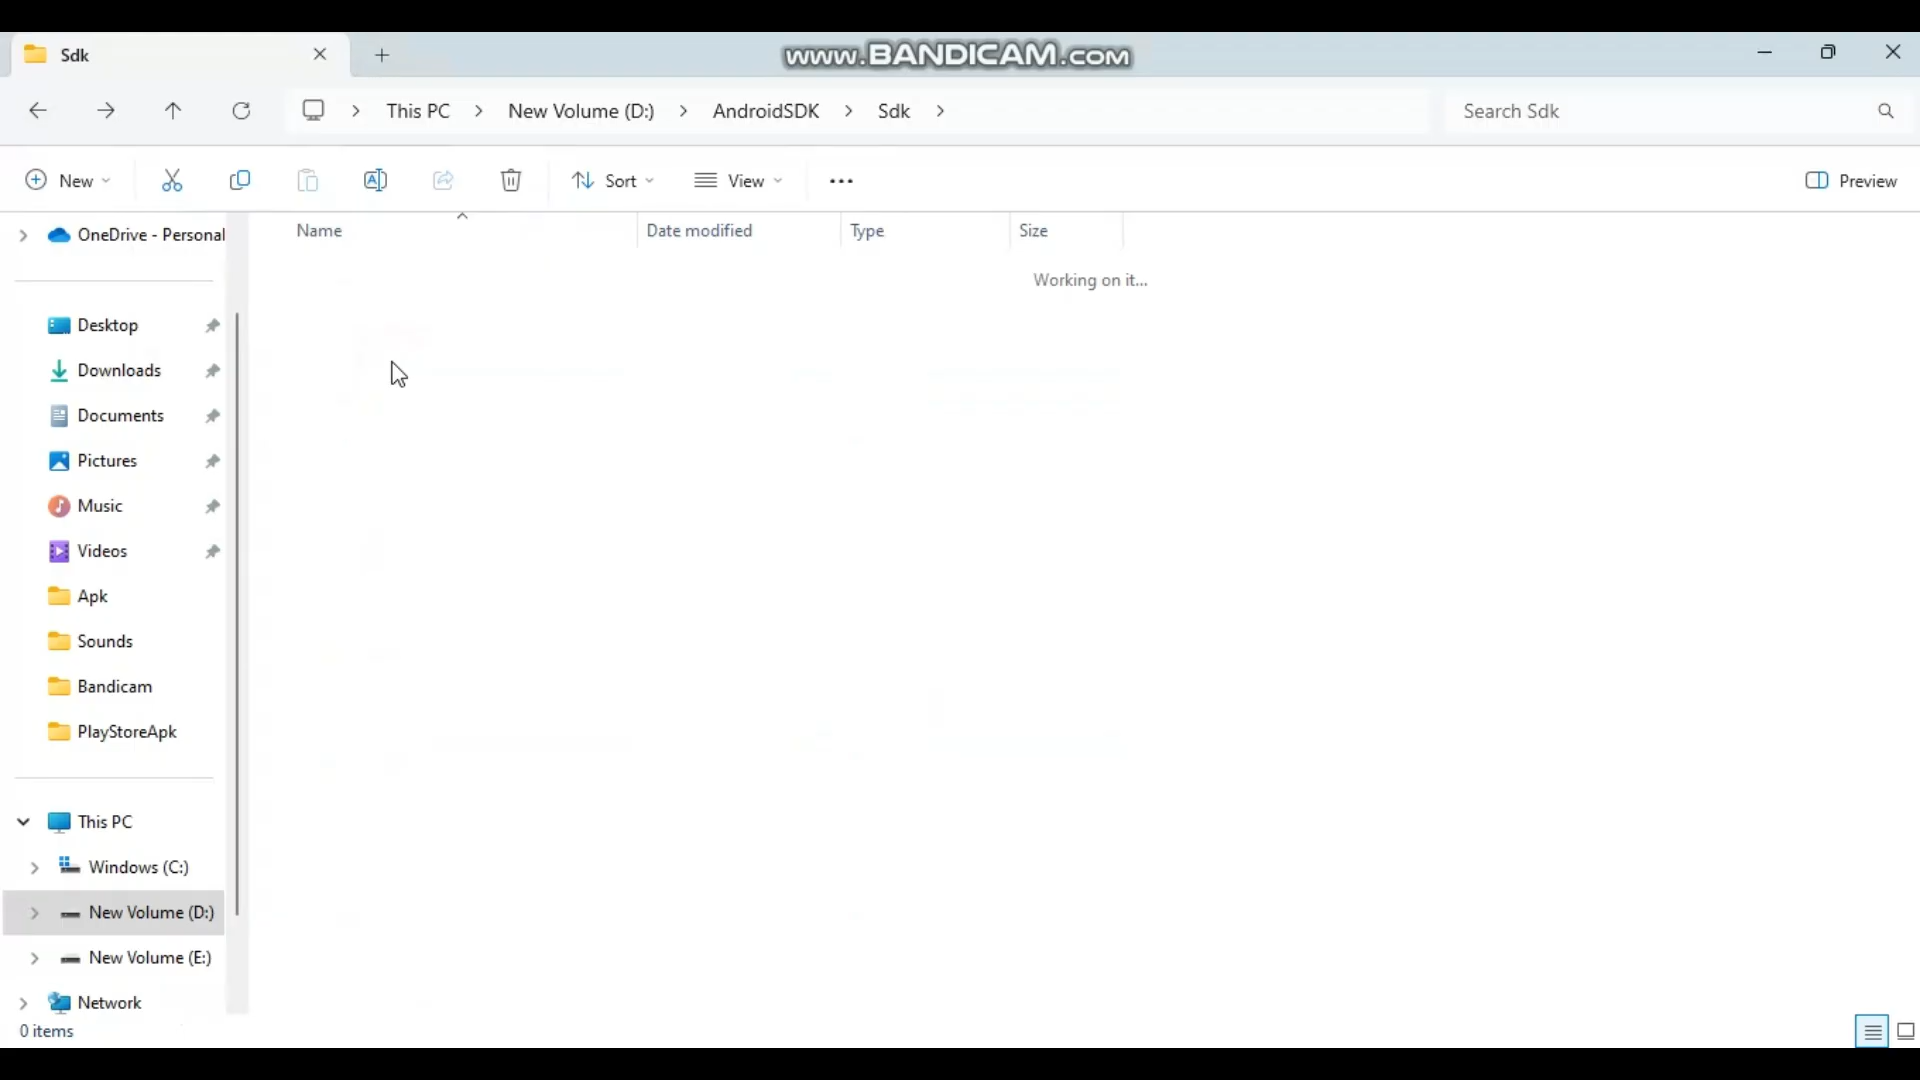 Sdk
www.BANDICAM.com
This PC
New Volume (D:)
AndroidSDK
Sdk
Search Sdk
New
Sort
View
Preview
OneDrive - Personal
Name
Date modified
Type
Size
Working on it...
Desktop
Downloads
Documents
Pictures
Music
Videos
Apk
Sounds
Bandicam
PlayStoreApk
This PC
Windows (C:)
New Volume (D:)
New Volume (E:)
Network
0 items